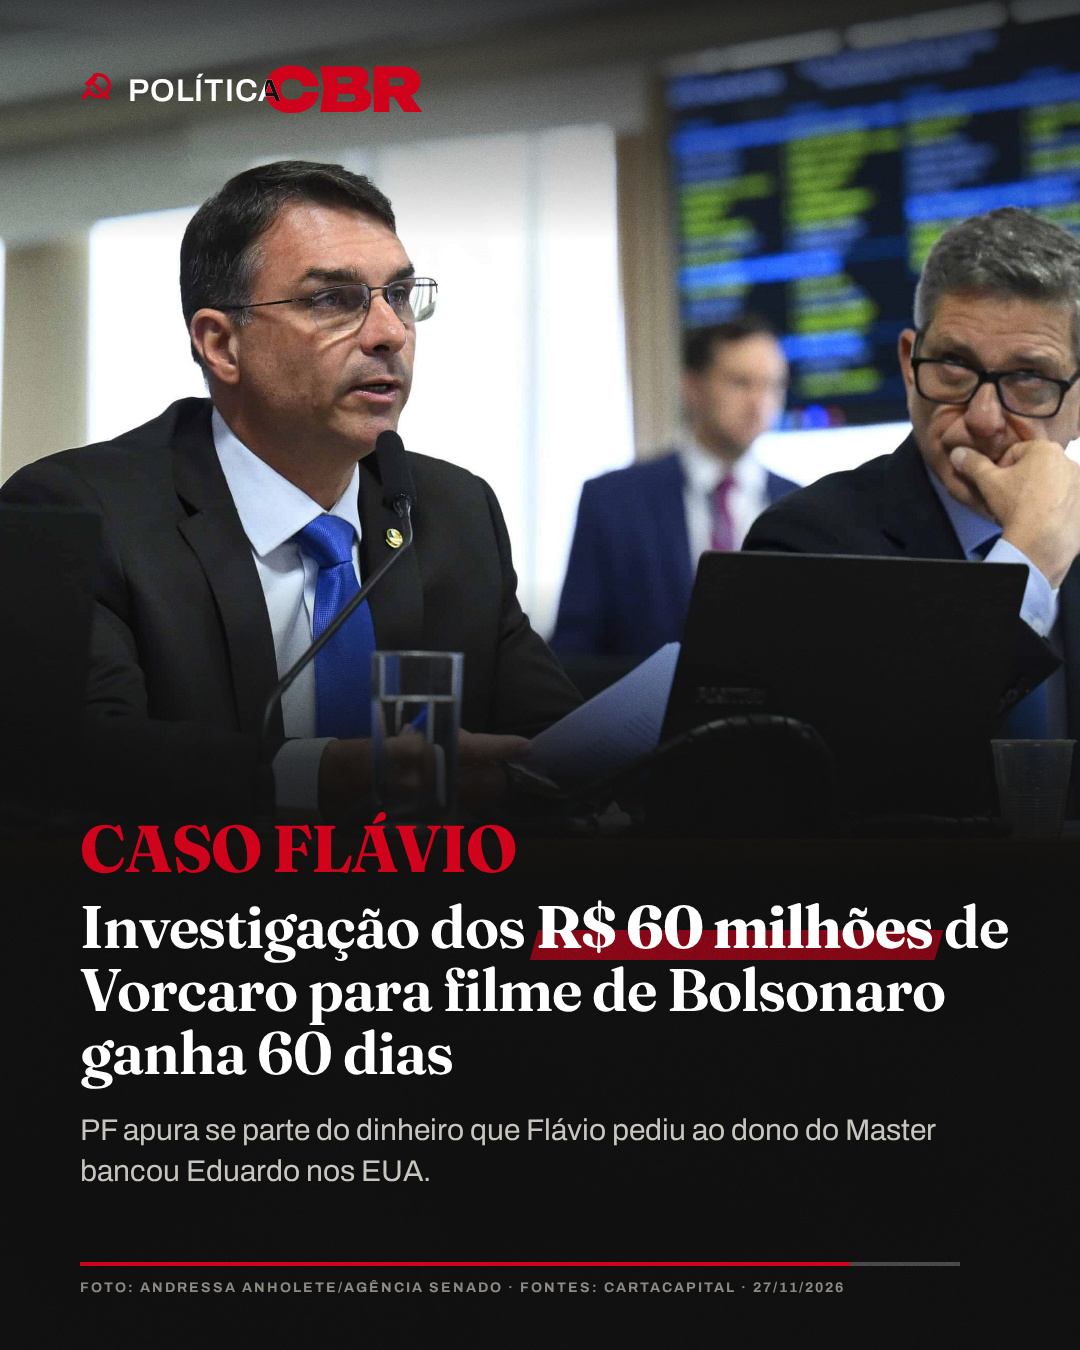 POLÍTICA CBR
CASO FLÁVIO
Investigação dos R$ 60 milhões de
Vorcaro para filme de Bolsonaro
ganha 60 dias
PF apura se parte do dinheiro que Flávio pediu ao dono do Master
bancou Eduardo nos EUA.
FOTO: ANDRESSA ANHOLETE/AGÊNCIA SENADO · FONTES: CARTACAPITAL · 27/11/2026